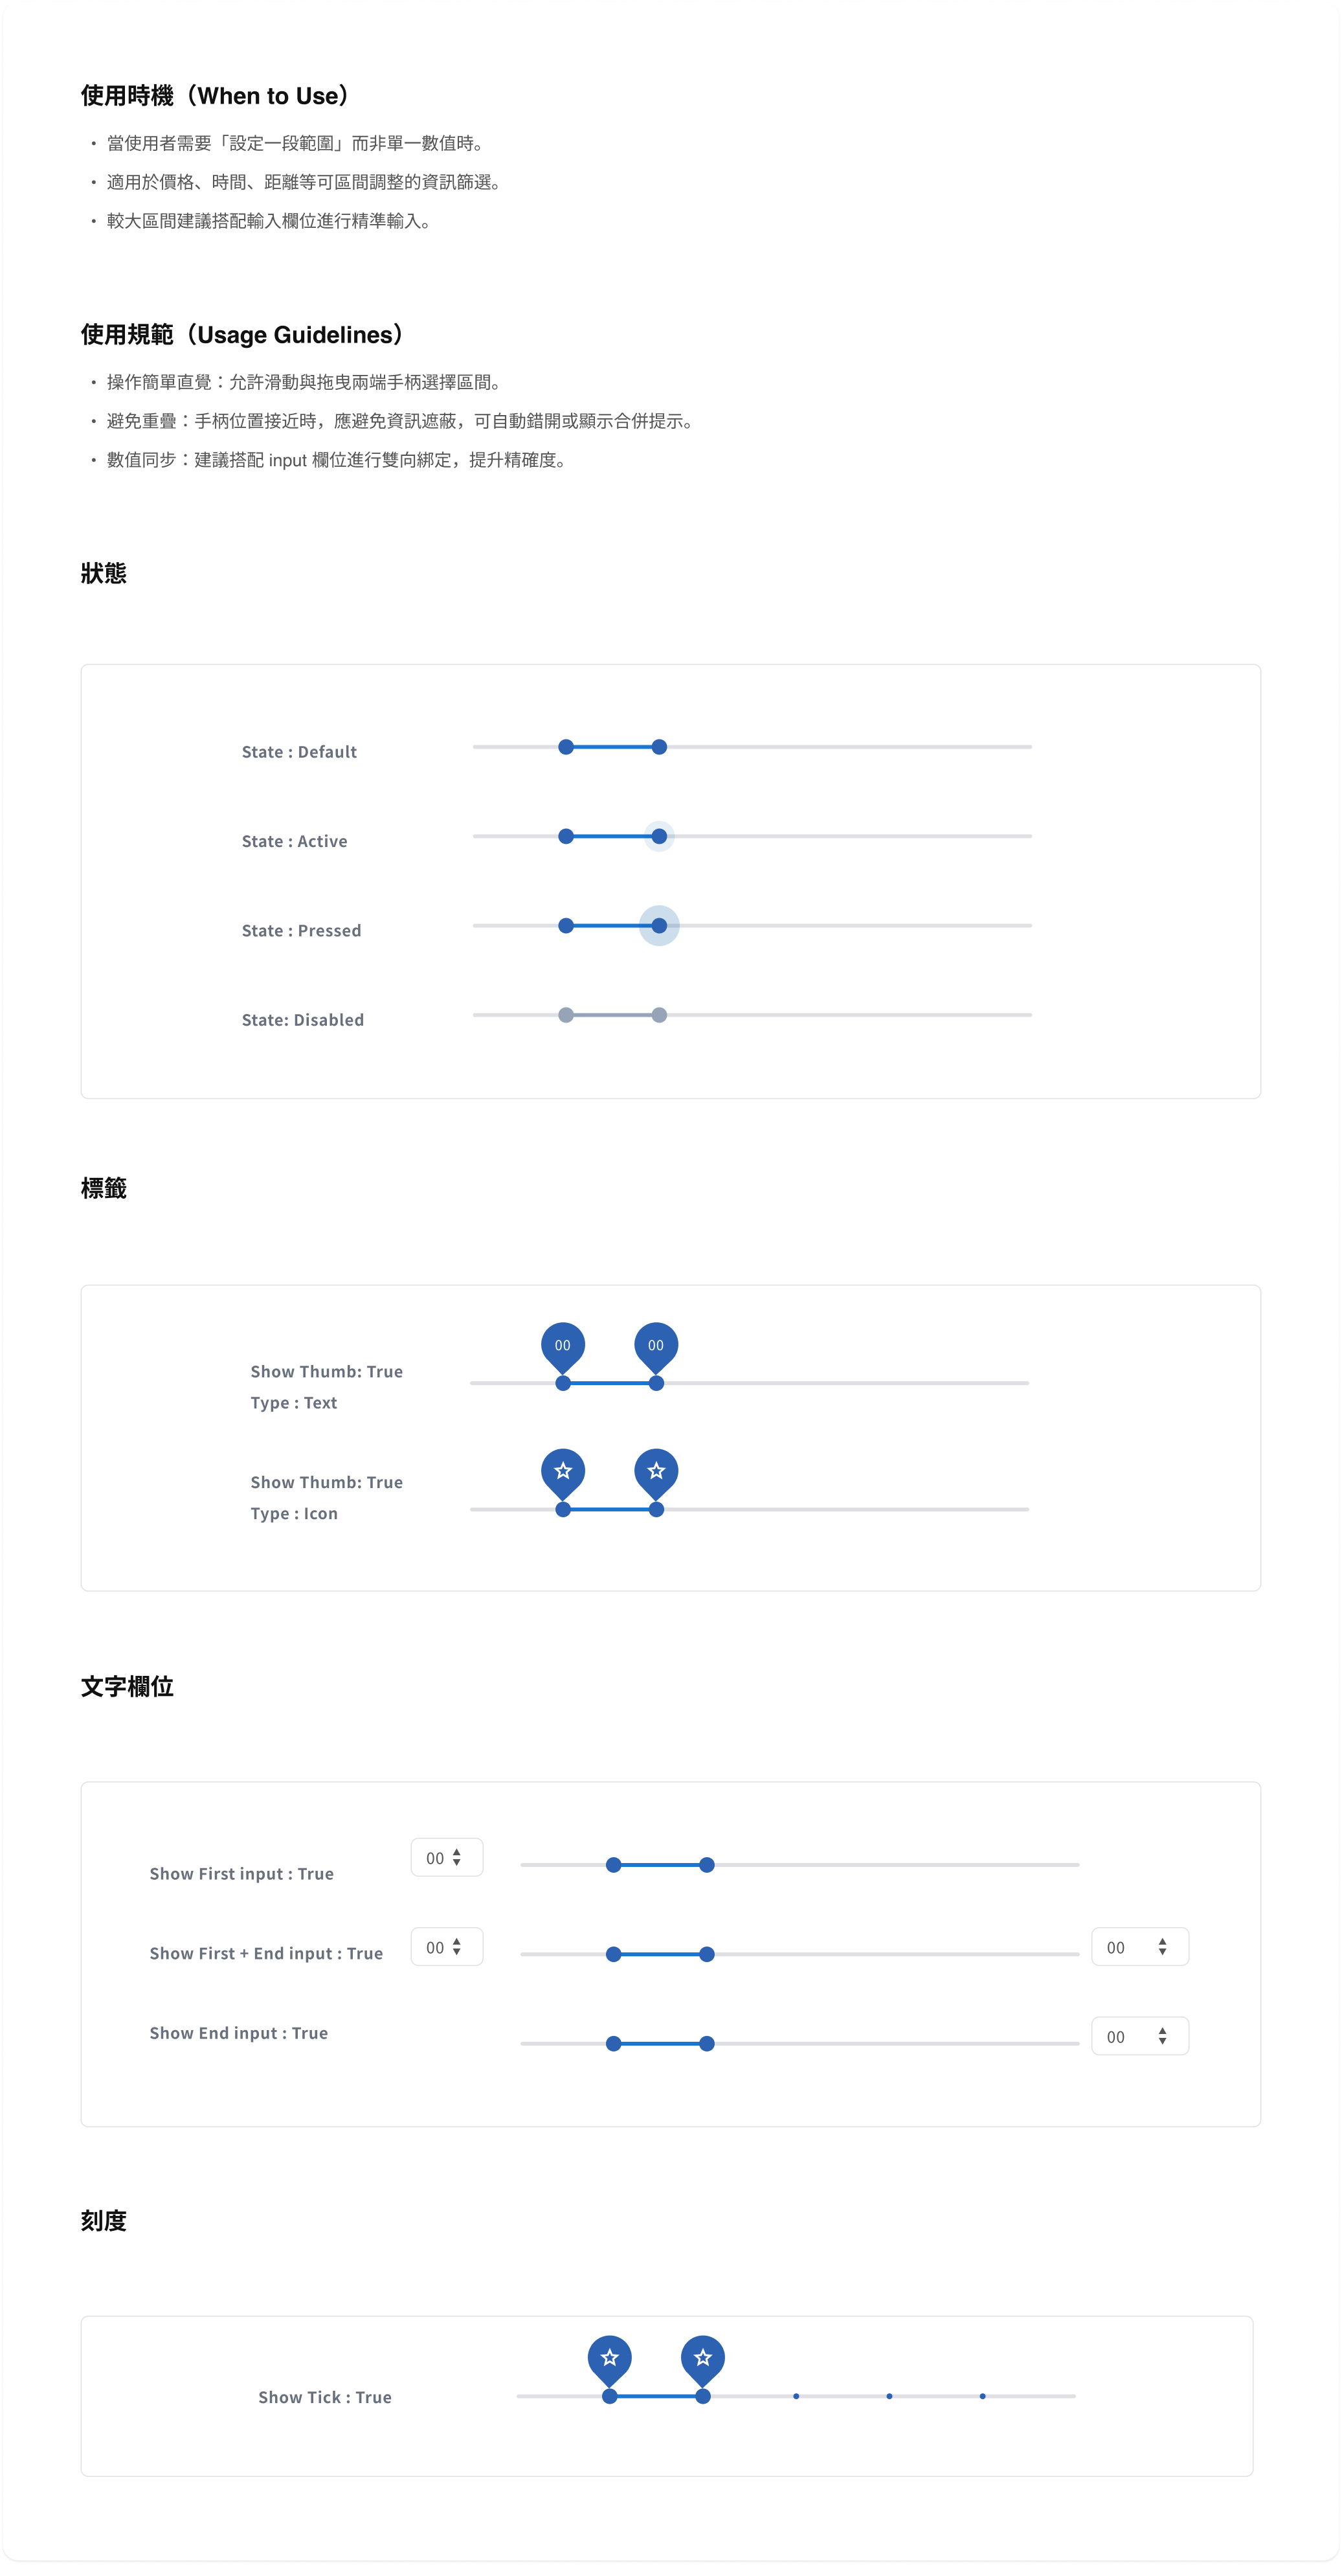 使用時機（When to Use）
• 當使用者需要「設定一段範圍」而非單一數值時。
• 適用於價格、時間、距離等可區間調整的資訊篩選。
• 較大區間建議搭配輸入欄位進行精準輸入。
使用規範（Usage Guidelines）
• 操作簡單直覺：允許滑動與拖曳兩端手柄選擇區間。
• 避免重疊：手柄位置接近時，應避免資訊遮蔽，可自動錯開或顯示合併提示。
• 數值同步：建議搭配 input 欄位進行雙向綁定，提升精確度。
狀態
State : Default
State : Active
State : Pressed
State: Disabled
標籤
00 00
Show Thumb: True
Type : Text
Show Thumb: True
Type : Icon
文字欄位
Show First input : True 00
Show First + End input : True 00 00
Show End input : True 00
刻度
Show Tick : True